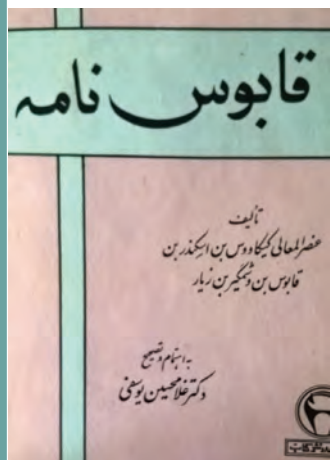 قابوس نامه
تألیف
عنصرالمعالی کیکاووس بن اسکندر بن
قابوس بن وشمگیر بن زیار
به اهتمام و تصحیح
دکتر غلامحسین یوسفی